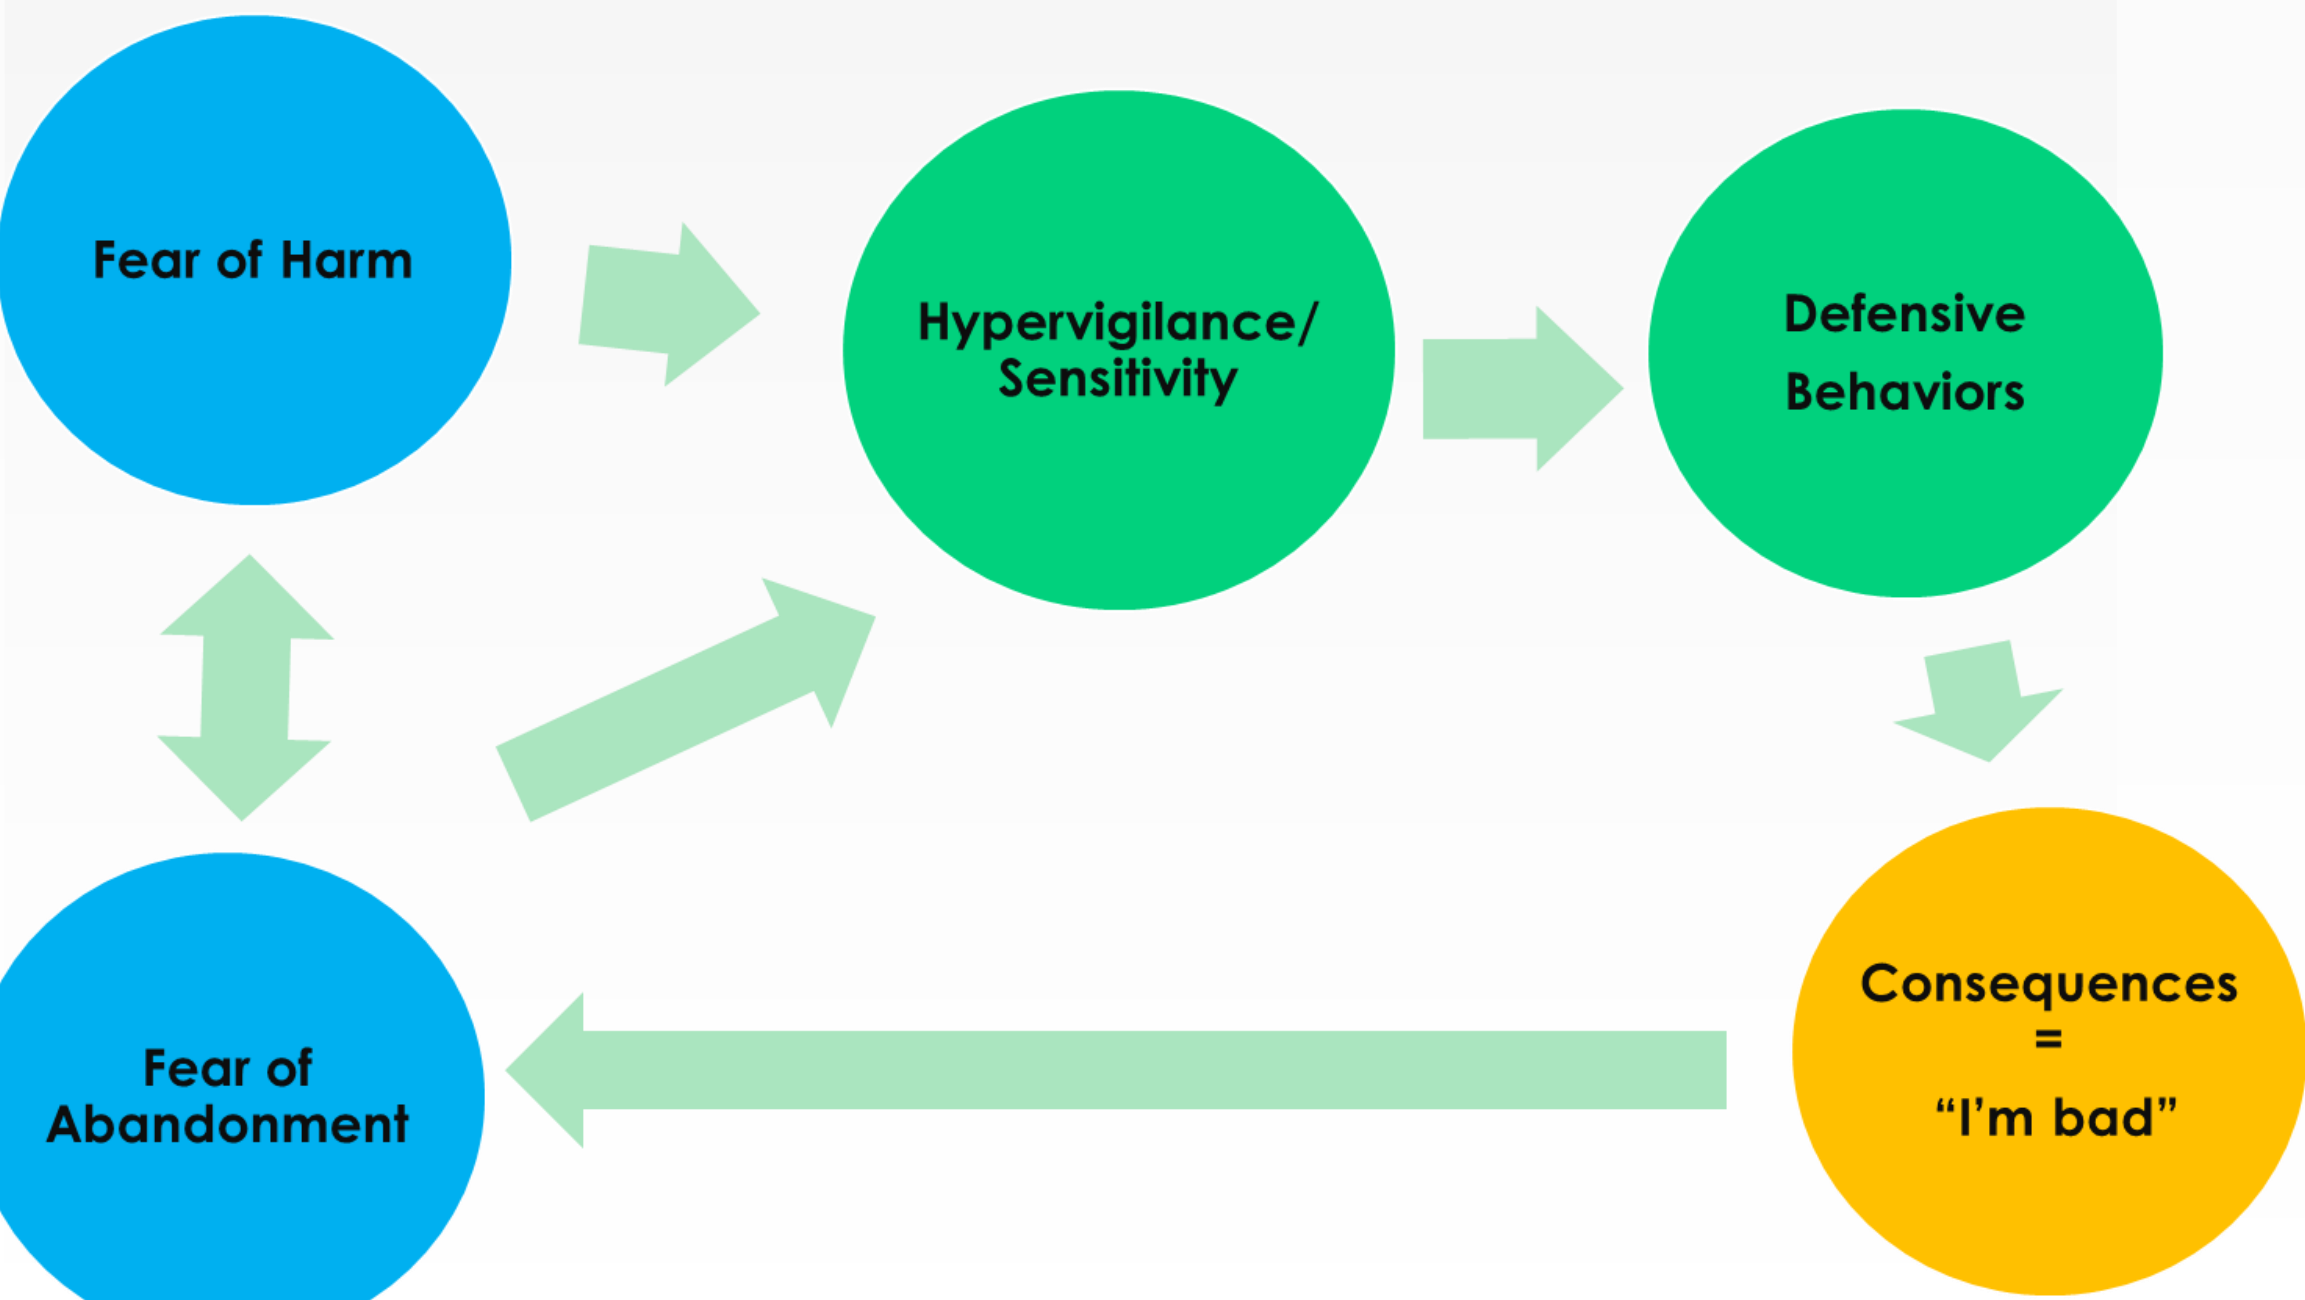 Fear of Harm
Hypervigilance/
Sensitivity
Defensive
Behaviors
Consequences
=
“I’m bad”
Fear of
Abandonment